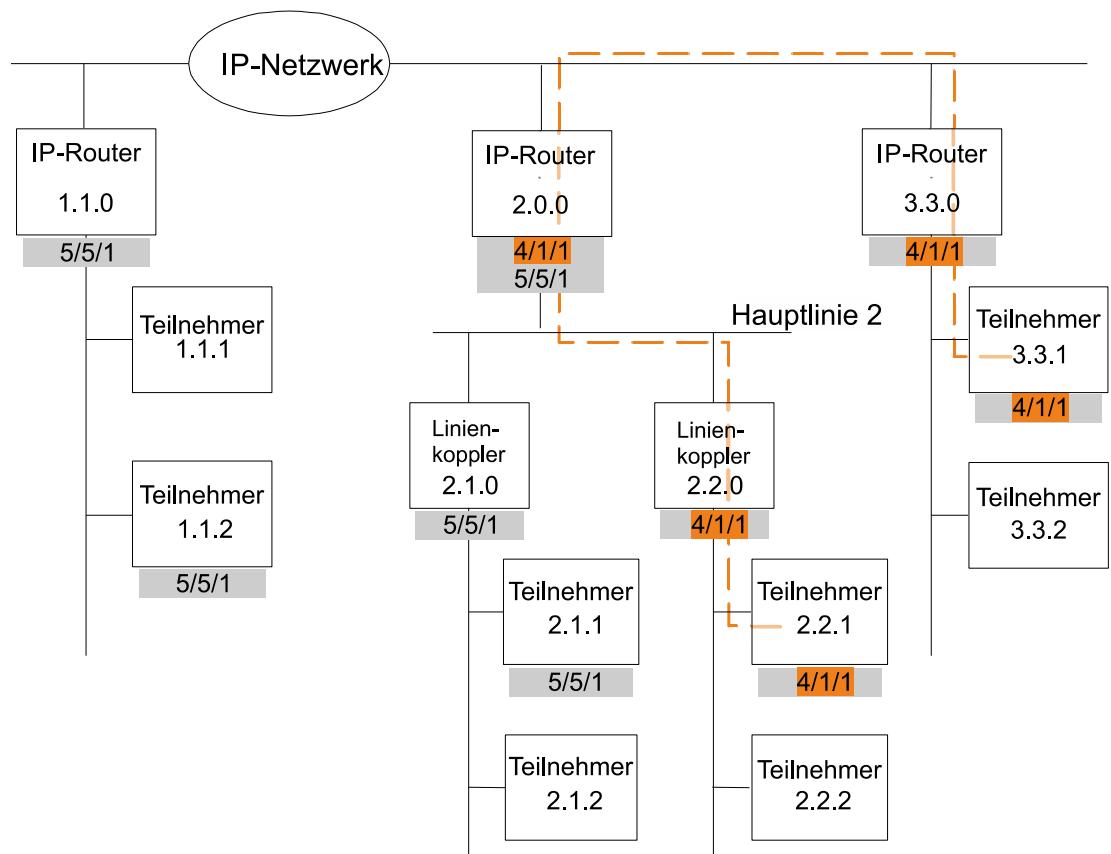 IP-Netzwerk
IP-Router
1.1.0
5/5/1
Teilnehmer
1.1.1
Teilnehmer
1.1.2
5/5/1
IP-Router
2.0.0
4/1/1
5/5/1
Hauptlinie 2
Linien-
koppler
2.1.0
5/5/1
Teilnehmer
2.1.1
5/5/1
Teilnehmer
2.1.2
Linien-
koppler
2.2.0
4/1/1
Teilnehmer
2.2.1
4/1/1
Teilnehmer
2.2.2
IP-Router
3.3.0
4/1/1
Teilnehmer
3.3.1
4/1/1
Teilnehmer
3.3.2